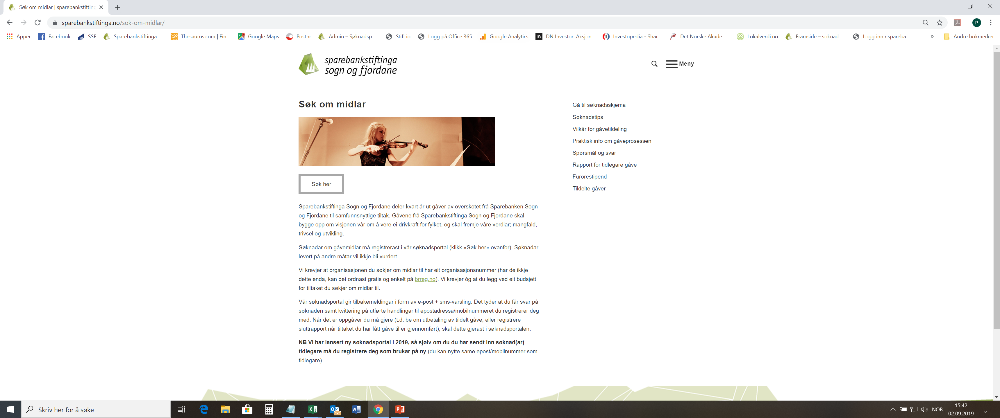 Søk om midlar | sparebankstifting
sparebankstiftinga.no/sok-om-midlar/
P
Apper
Facebook
SSF
Sparebankstiftinga...
Thesaurus.com | Fin...
Google Maps
Postnr
Admin – Søknadsp...
Stift.io
Logg på Office 365
Google Analytics
DN
DN Investor: Aksjon...
Investopedia - Shar...
Det Norske Akade...
Lokalverdi.no
Framside – soknad....
Logg inn ‹ spareba...
»
Andre bokmerker
sparebankstiftinga
sogn og fjordane
Meny
Søk om midlar
Søk her
Sparebankstiftinga Sogn og Fjordane deler kvart år ut gåver av overskotet frå Sparebanken Sogn
og Fjordane til samfunnsnyttige tiltak. Gåvene frå Sparebankstiftinga Sogn og Fjordane skal
bygge opp om visjonen vår om å vere ei drivkraft for fylket, og skal fremje våre verdiar; mangfald,
trivsel og utvikling.
Søknadar om gåvemidlar må registrerast i vår søknadsportal (klikk «Søk her» ovanfor). Søknadar
levert på andre måtar vil ikkje bli vurdert.
Vi krevjer at organisasjonen du søkjer om midlar til har eit organisasjonsnummer (har de ikkje
dette enda, kan det ordnast gratis og enkelt på brreg.no). Vi krevjer òg at du legg ved eit budsjett
for tiltaket du søkjer om midlar til.
Vår søknadsportal gir tilbakemeldingar i form av e-post + sms-varsling. Det tyder at du får svar på
søknaden samt kvittering på utførte handlingar til epostadressa/mobilnummeret du registrerer deg
med. Når det er oppgåver du må gjere (t.d. be om utbetaling av tildelt gåve, eller registrere
sluttrapport når tiltaket du har fått gåve til er gjennomført), skal dette gjerast i søknadsportalen.
NB Vi har lansert ny søknadsportal i 2019, så sjølv om du du har sendt inn søknad(ar)
tidlegare må du registrere deg som brukar på ny (du kan nytte same epost/mobilnummer som
tidlegare).
Gå til søknadsskjema
Søknadstips
Vilkår for gåvetildeling
Praktisk info om gåveprosessen
Spørsmål og svar
Rapport for tidlegare gåve
Furorestipend
Tildelte gåver
Skriv her for å søke
NOB
15:42
02.09.2019